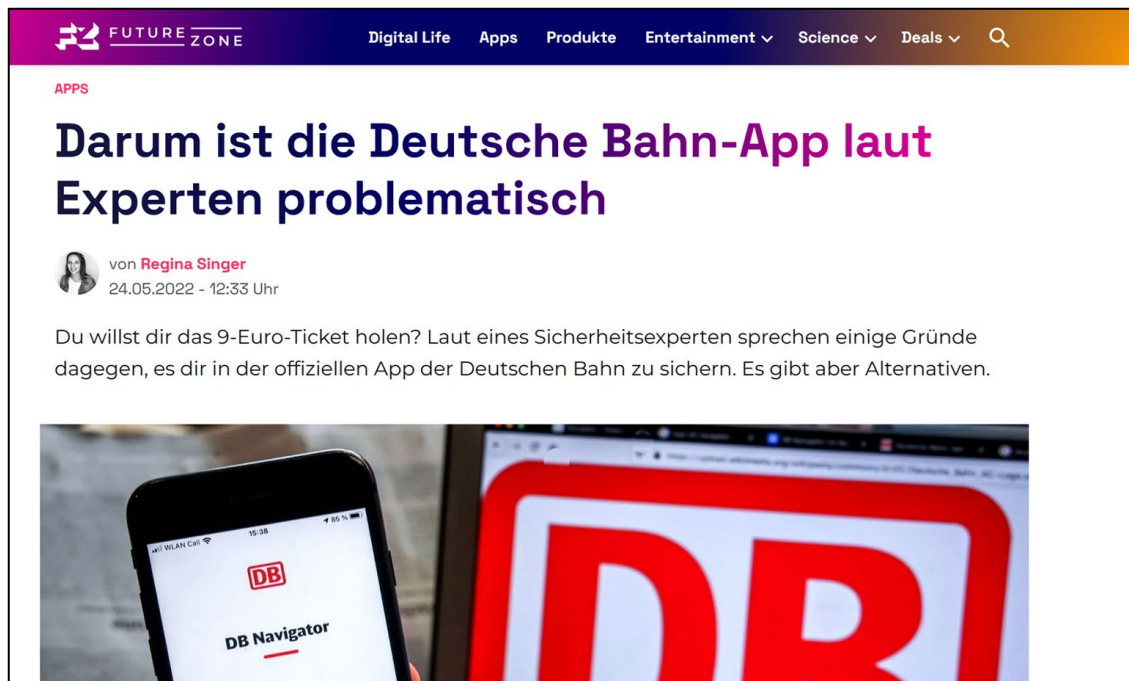 FUTURE ZONE
Digital Life Apps Produkte Entertainment Science Deals
APPS
Darum ist die Deutsche Bahn-App laut
Experten problematisch
von Regina Singer
24.05.2022 - 12:33 Uhr
Du willst dir das 9-Euro-Ticket holen? Laut eines Sicherheitsexperten sprechen einige Gründe
dagegen, es dir in der offiziellen App der Deutschen Bahn zu sichern. Es gibt aber Alternativen.
WLAN Call 15:38 85 %
DB
DB Navigator
DB